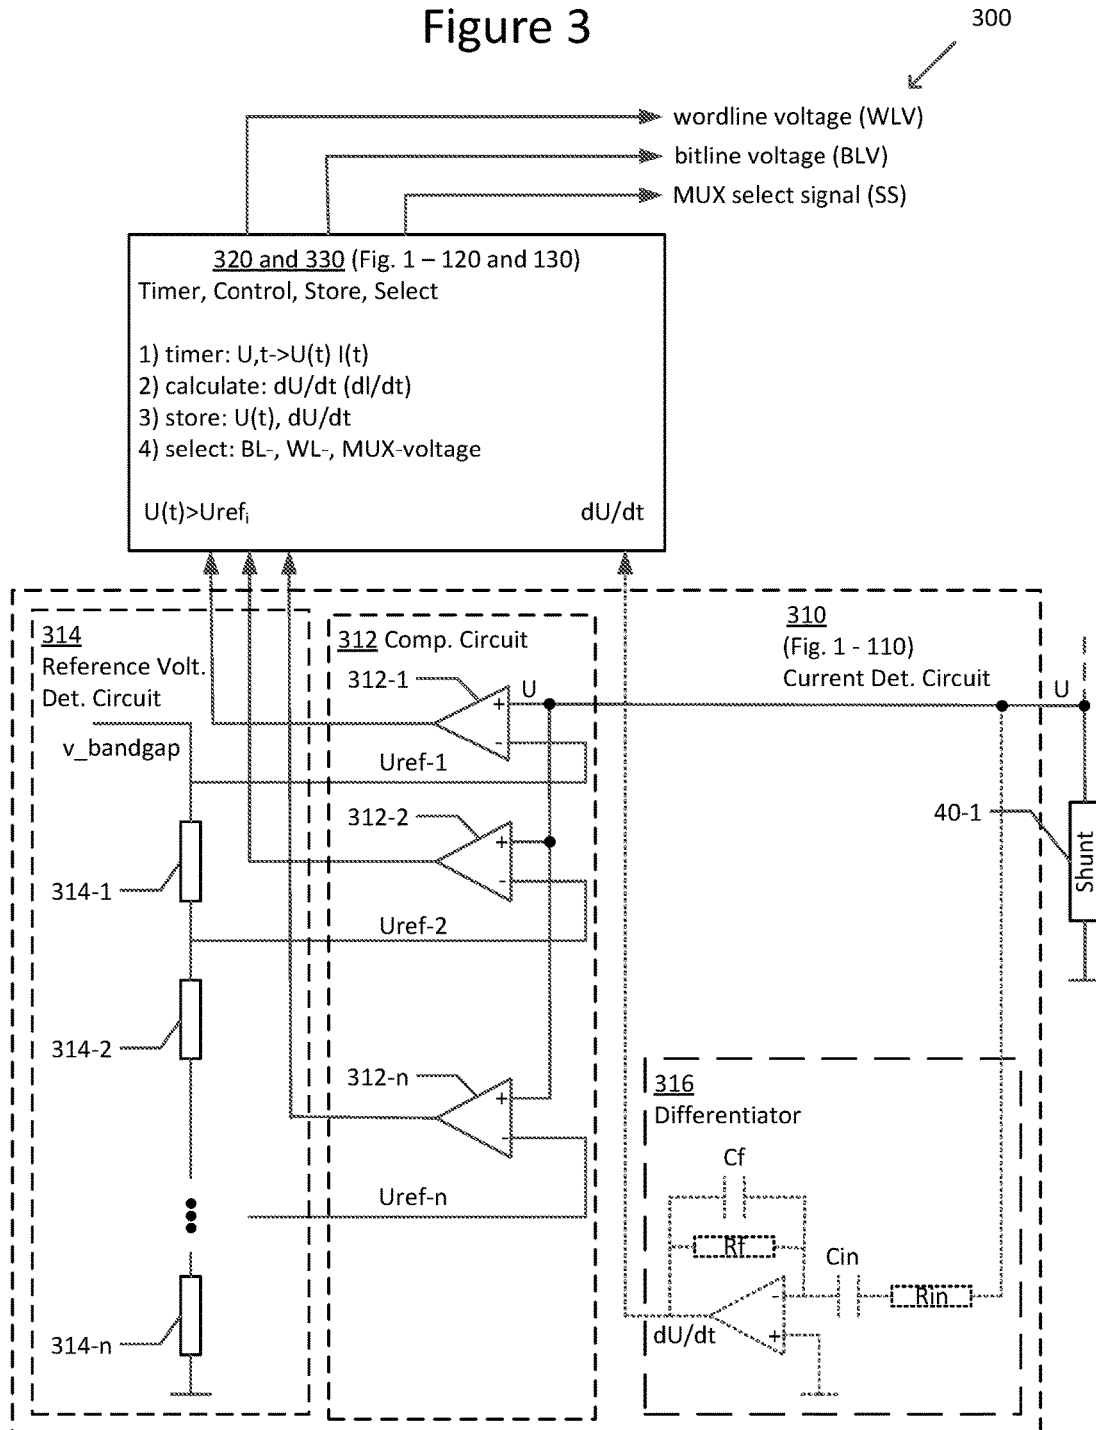 Figure 3
300
wordline voltage (WLV)
bitline voltage (BLV)
MUX select signal (SS)
320 and 330 (Fig. 1 – 120 and 130)
Timer, Control, Store, Select
1) timer: U,t->U(t) I(t)
2) calculate: dU/dt (dI/dt)
3) store: U(t), dU/dt
4) select: BL-, WL-, MUX-voltage
U(t)>Urefᵢ
dU/dt
314
Reference Volt.
Det. Circuit
v_bandgap
312 Comp. Circuit
312-1
U
+
-
Uref-1
310
(Fig. 1 - 110)
Current Det. Circuit
U
312-2
+
-
Uref-2
40-1
Shunt
314-1
314-2
312-n
+
-
Uref-n
314-n
316
Differentiator
Cf
Rf
Cin
Rin
-
+
dU/dt